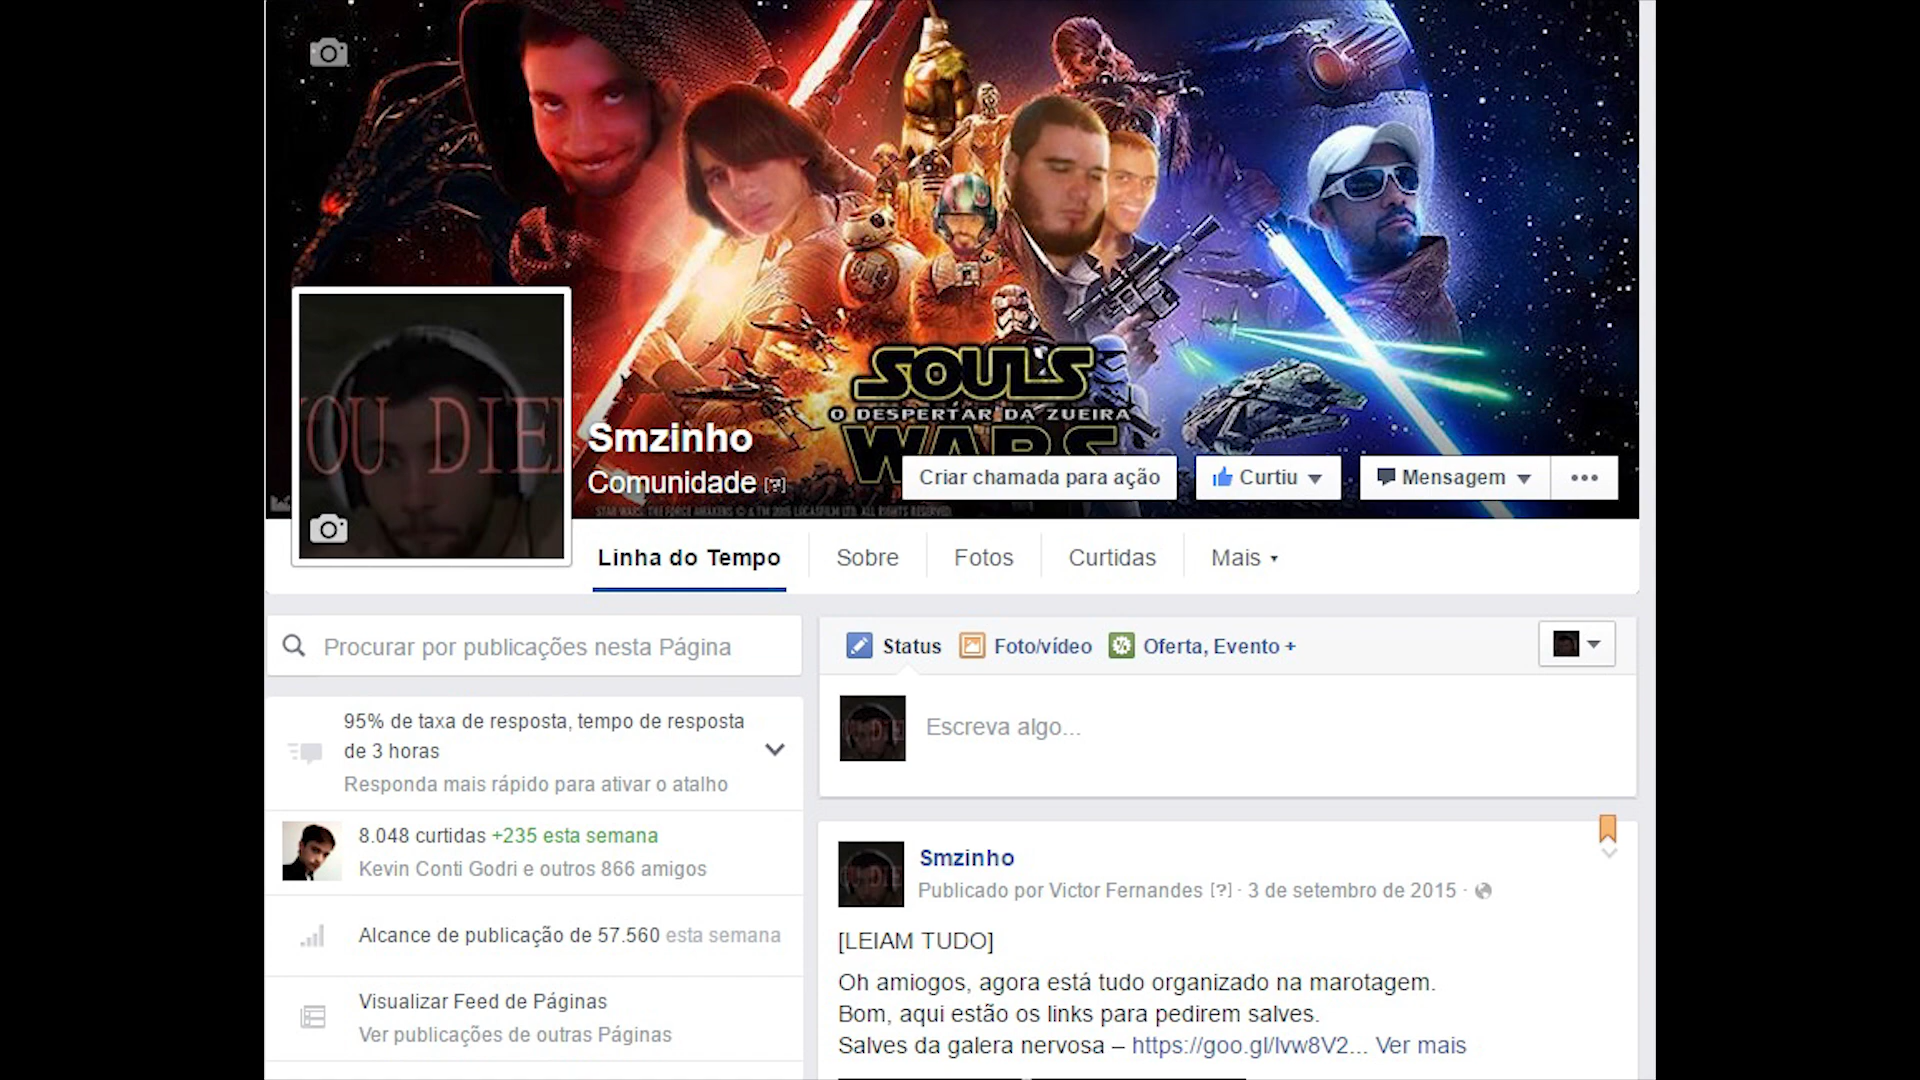 SOULS
O DESPERTAR DA ZUEIRA
WARS
Smzinho
Comunidade [?]
STAR WARS: THE FORCE AWAKENS © & TM 2015 LUCASFILM LTD. ALL RIGHTS RESERVED
Criar chamada para ação
Curtiu
Mensagem
OU DIE
Linha do Tempo
Sobre
Fotos
Curtidas
Mais
Procurar por publicações nesta Página
Status
Foto/vídeo
Oferta, Evento +
Escreva algo...
95% de taxa de resposta, tempo de resposta
de 3 horas
Responda mais rápido para ativar o atalho
8.048 curtidas +235 esta semana
Kevin Conti Godri e outros 866 amigos
Alcance de publicação de 57.560 esta semana
Visualizar Feed de Páginas
Ver publicações de outras Páginas
Smzinho
Publicado por Victor Fernandes [?] · 3 de setembro de 2015 ·
[LEIAM TUDO]
Oh amiogos, agora está tudo organizado na marotagem.
Bom, aqui estão os links para pedirem salves.
Salves da galera nervosa – https://goo.gl/lvw8V2... Ver mais